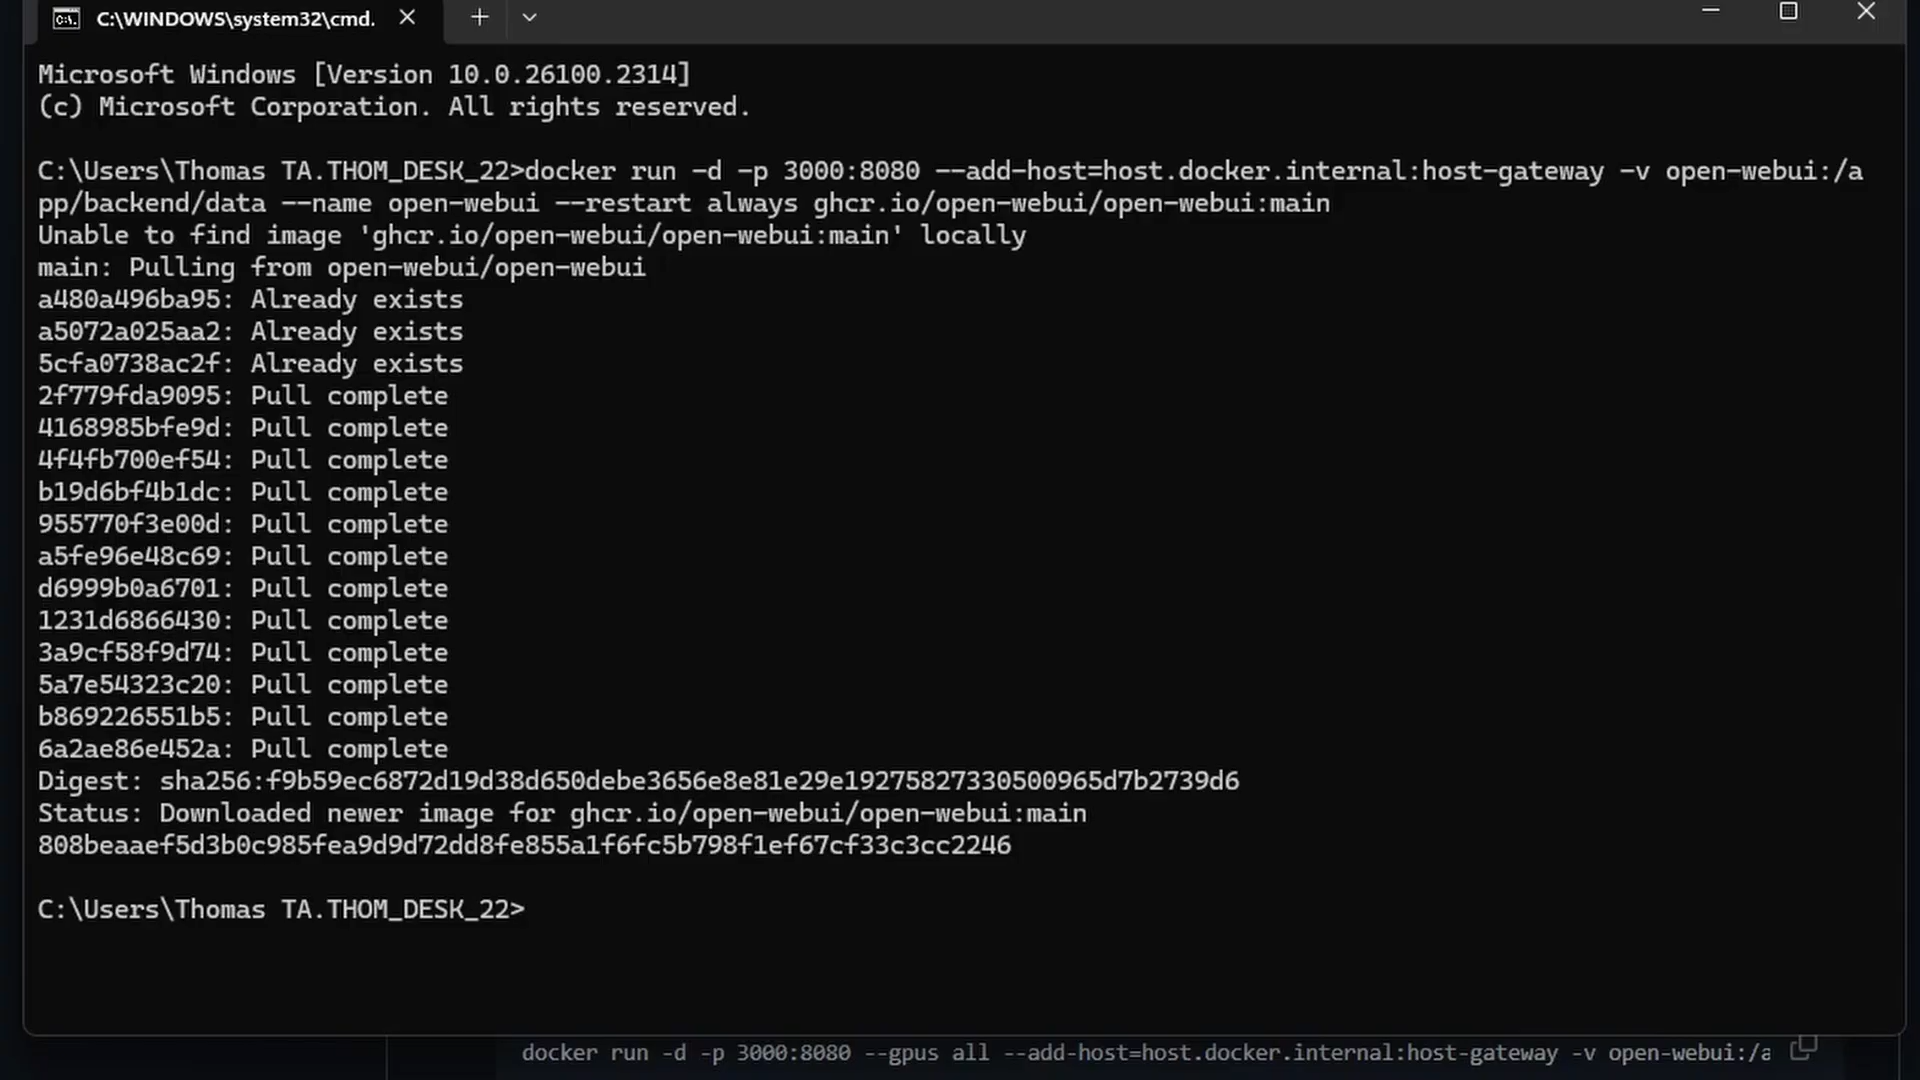 C:\WINDOWS\system32\cmd.
Microsoft Windows [Version 10.0.26100.2314]
(c) Microsoft Corporation. All rights reserved.
C:\Users\Thomas TA.THOM_DESK_22>docker run -d -p 3000:8080 --add-host=host.docker.internal:host-gateway -v open-webui:/a
pp/backend/data --name open-webui --restart always ghcr.io/open-webui/open-webui:main
Unable to find image 'ghcr.io/open-webui/open-webui:main' locally
main: Pulling from open-webui/open-webui
a480a496ba95: Already exists
a5072a025aa2: Already exists
5cfa0738ac2f: Already exists
2f779fda9095: Pull complete
4168985bfe9d: Pull complete
4f4fb700ef54: Pull complete
b19d6bf4b1dc: Pull complete
955770f3e00d: Pull complete
a5fe96e48c69: Pull complete
d6999b0a6701: Pull complete
1231d6866430: Pull complete
3a9cf58f9d74: Pull complete
5a7e54323c20: Pull complete
b869226551b5: Pull complete
6a2ae86e452a: Pull complete
Digest: sha256:f9b59ec6872d19d38d650debe3656e8e81e29e19275827330500965d7b2739d6
Status: Downloaded newer image for ghcr.io/open-webui/open-webui:main
808beaaef5d3b0c985fea9d9d72dd8fe855a1f6fc5b798f1ef67cf33c3cc2246
C:\Users\Thomas TA.THOM_DESK_22>
docker run -d -p 3000:8080 --gpus all --add-host=host.docker.internal:host-gateway -v open-webui:/a